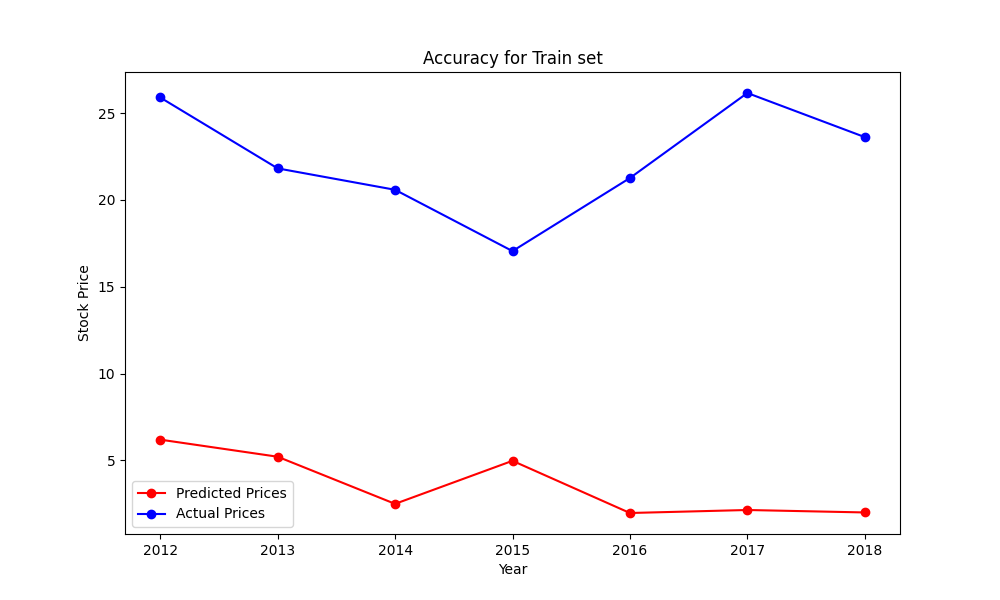 Accuracy for Train set
Stock Price
25
20
15
10
5
Predicted Prices
Actual Prices
2012 2013 2014 2015 2016 2017 2018
Year